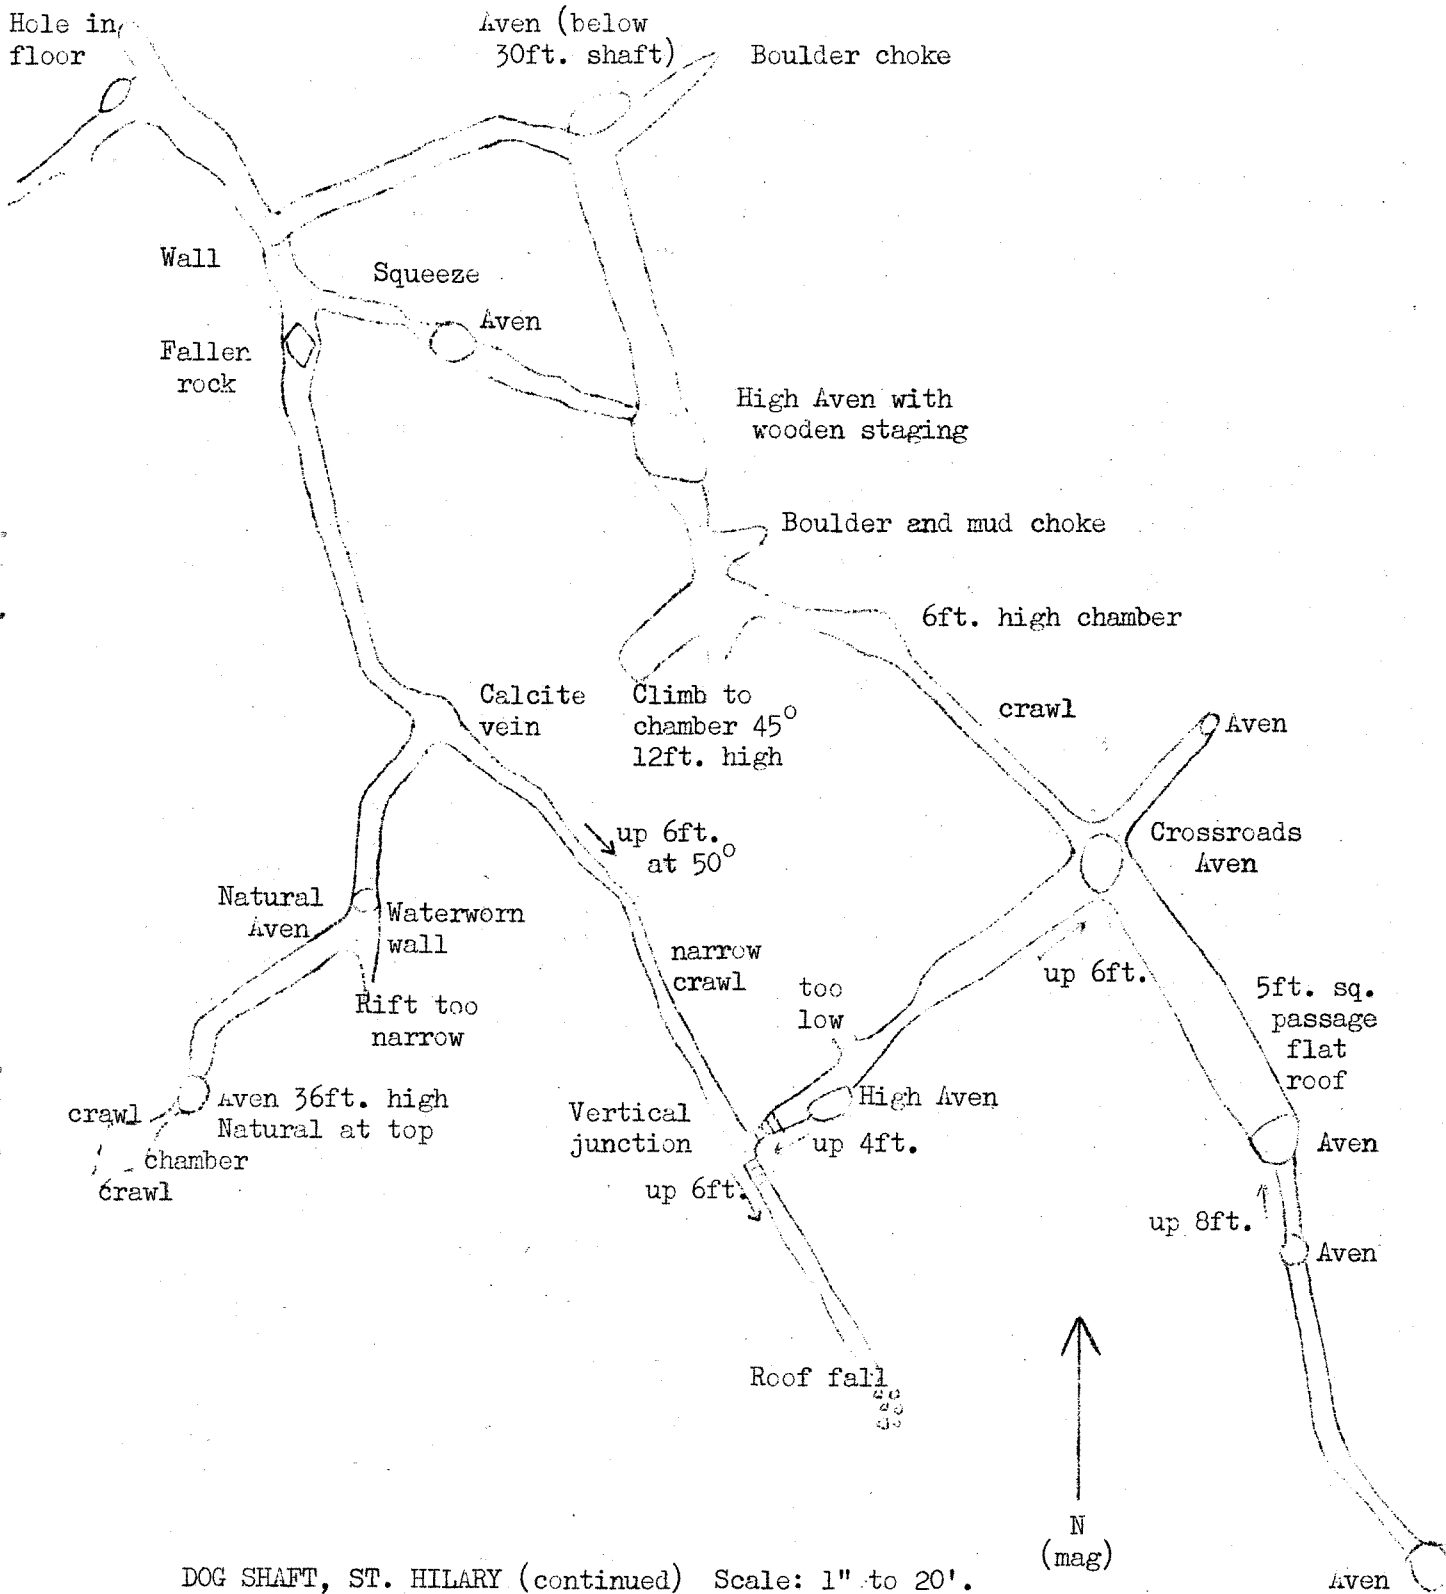 Hole in
floor
Aven (below
30ft. shaft)
Boulder choke
Wall
Squeeze
Aven
Fallen
rock
High Aven with
wooden staging
Boulder and mud choke
6ft. high chamber
Calcite
vein
Climb to
chamber 45°
12ft. high
crawl
Aven
up 6ft.
at 50°
Crossroads
Aven
Natural
Aven
Waterworn
wall
narrow
crawl
too
low
up 6ft.
5ft. sq.
passage
flat
roof
Rift too
narrow
crawl
Aven 36ft. high
Natural at top
chamber
crawl
Vertical
junction
High Aven
up 4ft.
up 6ft.
Aven
up 8ft.
Aven
Roof fall
N
(mag)
Aven
DOG SHAFT, ST. HILARY (continued) Scale: 1" to 20'.